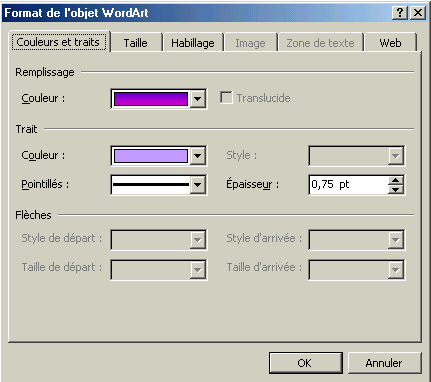 Format de l'objet WordArt
Couleurs et traits Taille Habillage Image Zone de texte Web
Remplissage
Couleur : Translucide
Trait
Couleur : Style :
Pointillés : Épaisseur : 0,75 pt
Flèches
Style de départ : Style d'arrivée :
Taille de départ : Taille d'arrivée :
OK Annuler